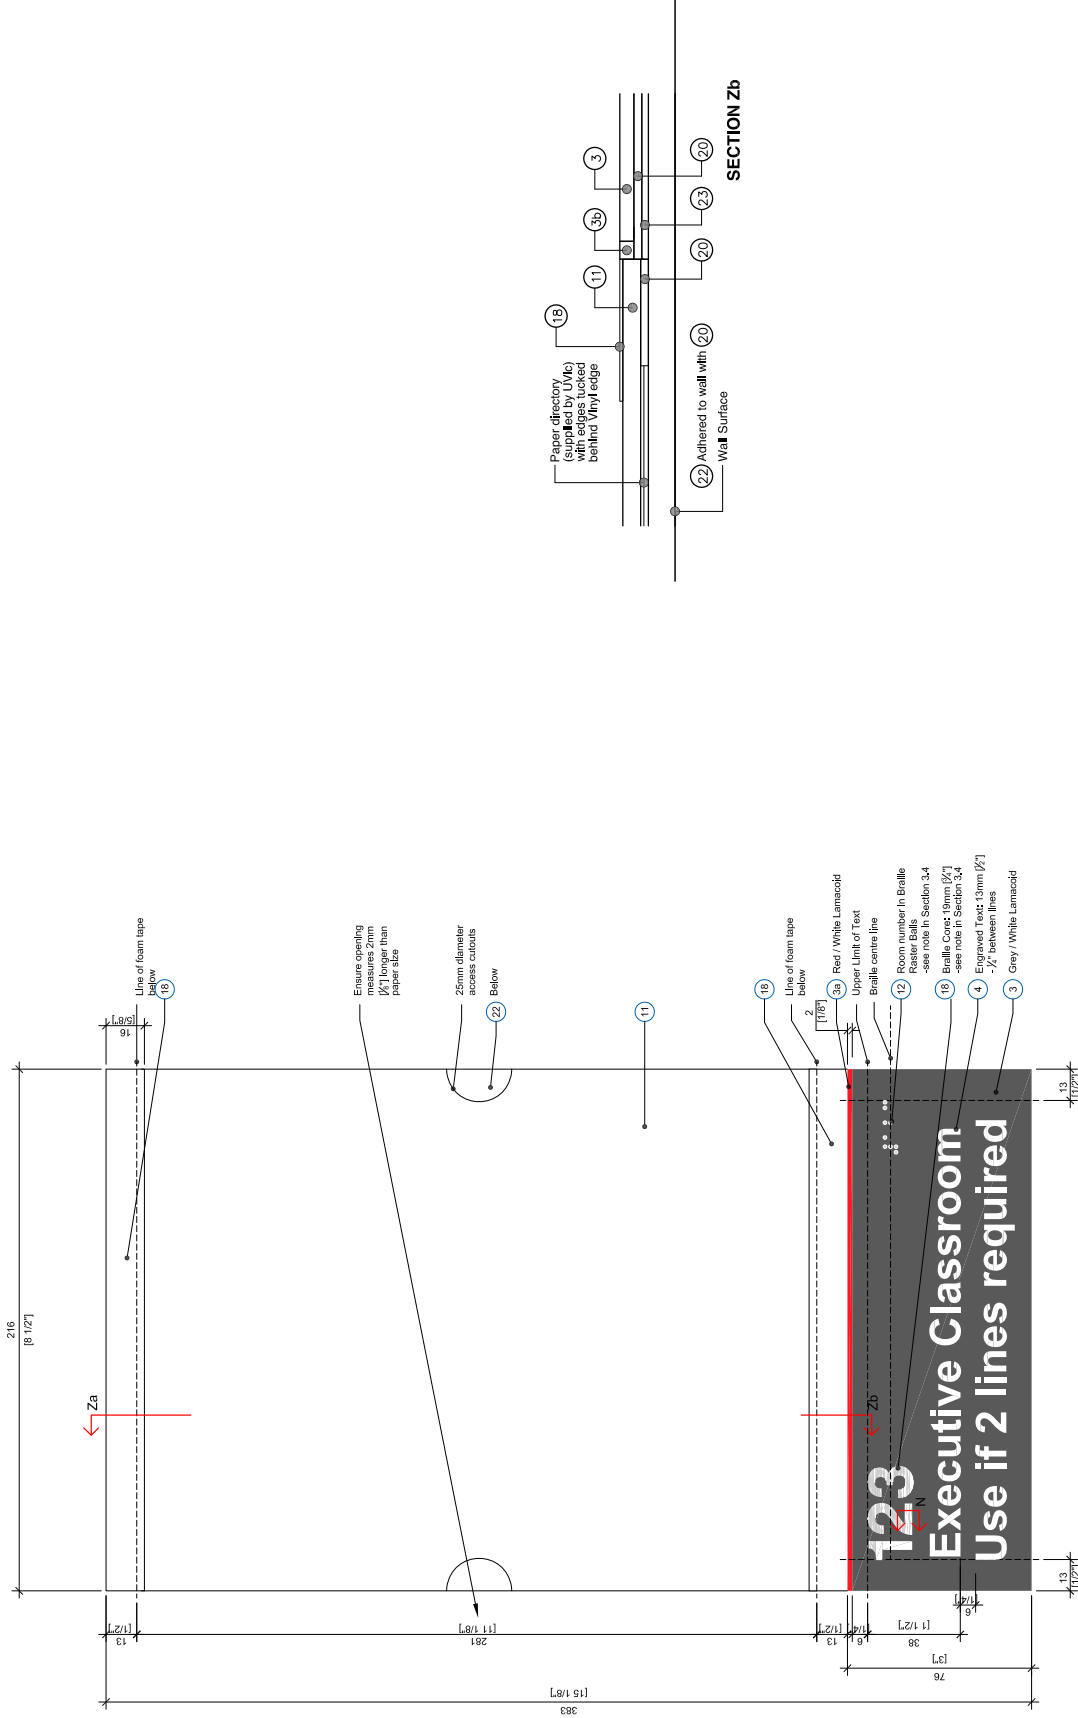 SECTION Zb
3
3b
11
18
20
23
20
Paper directory
(supplied by UVic)
with edges tucked
behind Vinyl edge
22 Adhered to wall with 20
Wall Surface
216
[8 1/2"]
16
[5/8"]
Line of foam tape
below
18
Ensure opening
measures 2mm
longer than
paper size
25mm diameter
access cutouts
22 Below
11
18
Line of foam tape
below
2
[1/8"]
3a Red / White Lamacoid
Upper Limit of Text
Braille centre line
12 Room number in Braille
Raster Balls
-see note in Section 3.4
18 Braille Core: 19mm [¾"]
-see note in Section 3.4
4 Engraved Text: 13mm [½"]
-¼" between lines
3 Grey / White Lamacoid
Za
Zb
N
123
Executive Classroom
Use if 2 lines required
13
[1/2"]
13
[1/2"]
13
[1/2"]
281
[11 1/8"]
13
[1/2"]
6
[1/4"]
38
[1 1/2"]
6
[1/4"]
76
[3"]
383
[15 1/8"]